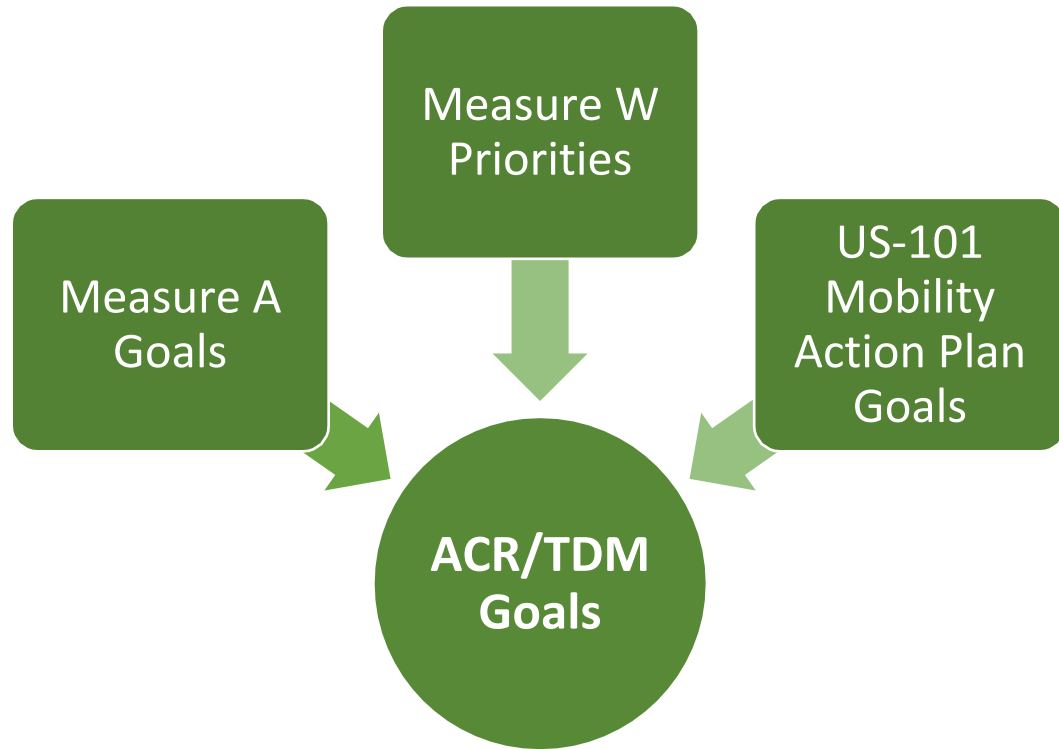 Measure W
Priorities
Measure A
Goals
US-101
Mobility
Action Plan
Goals
ACR/TDM
Goals